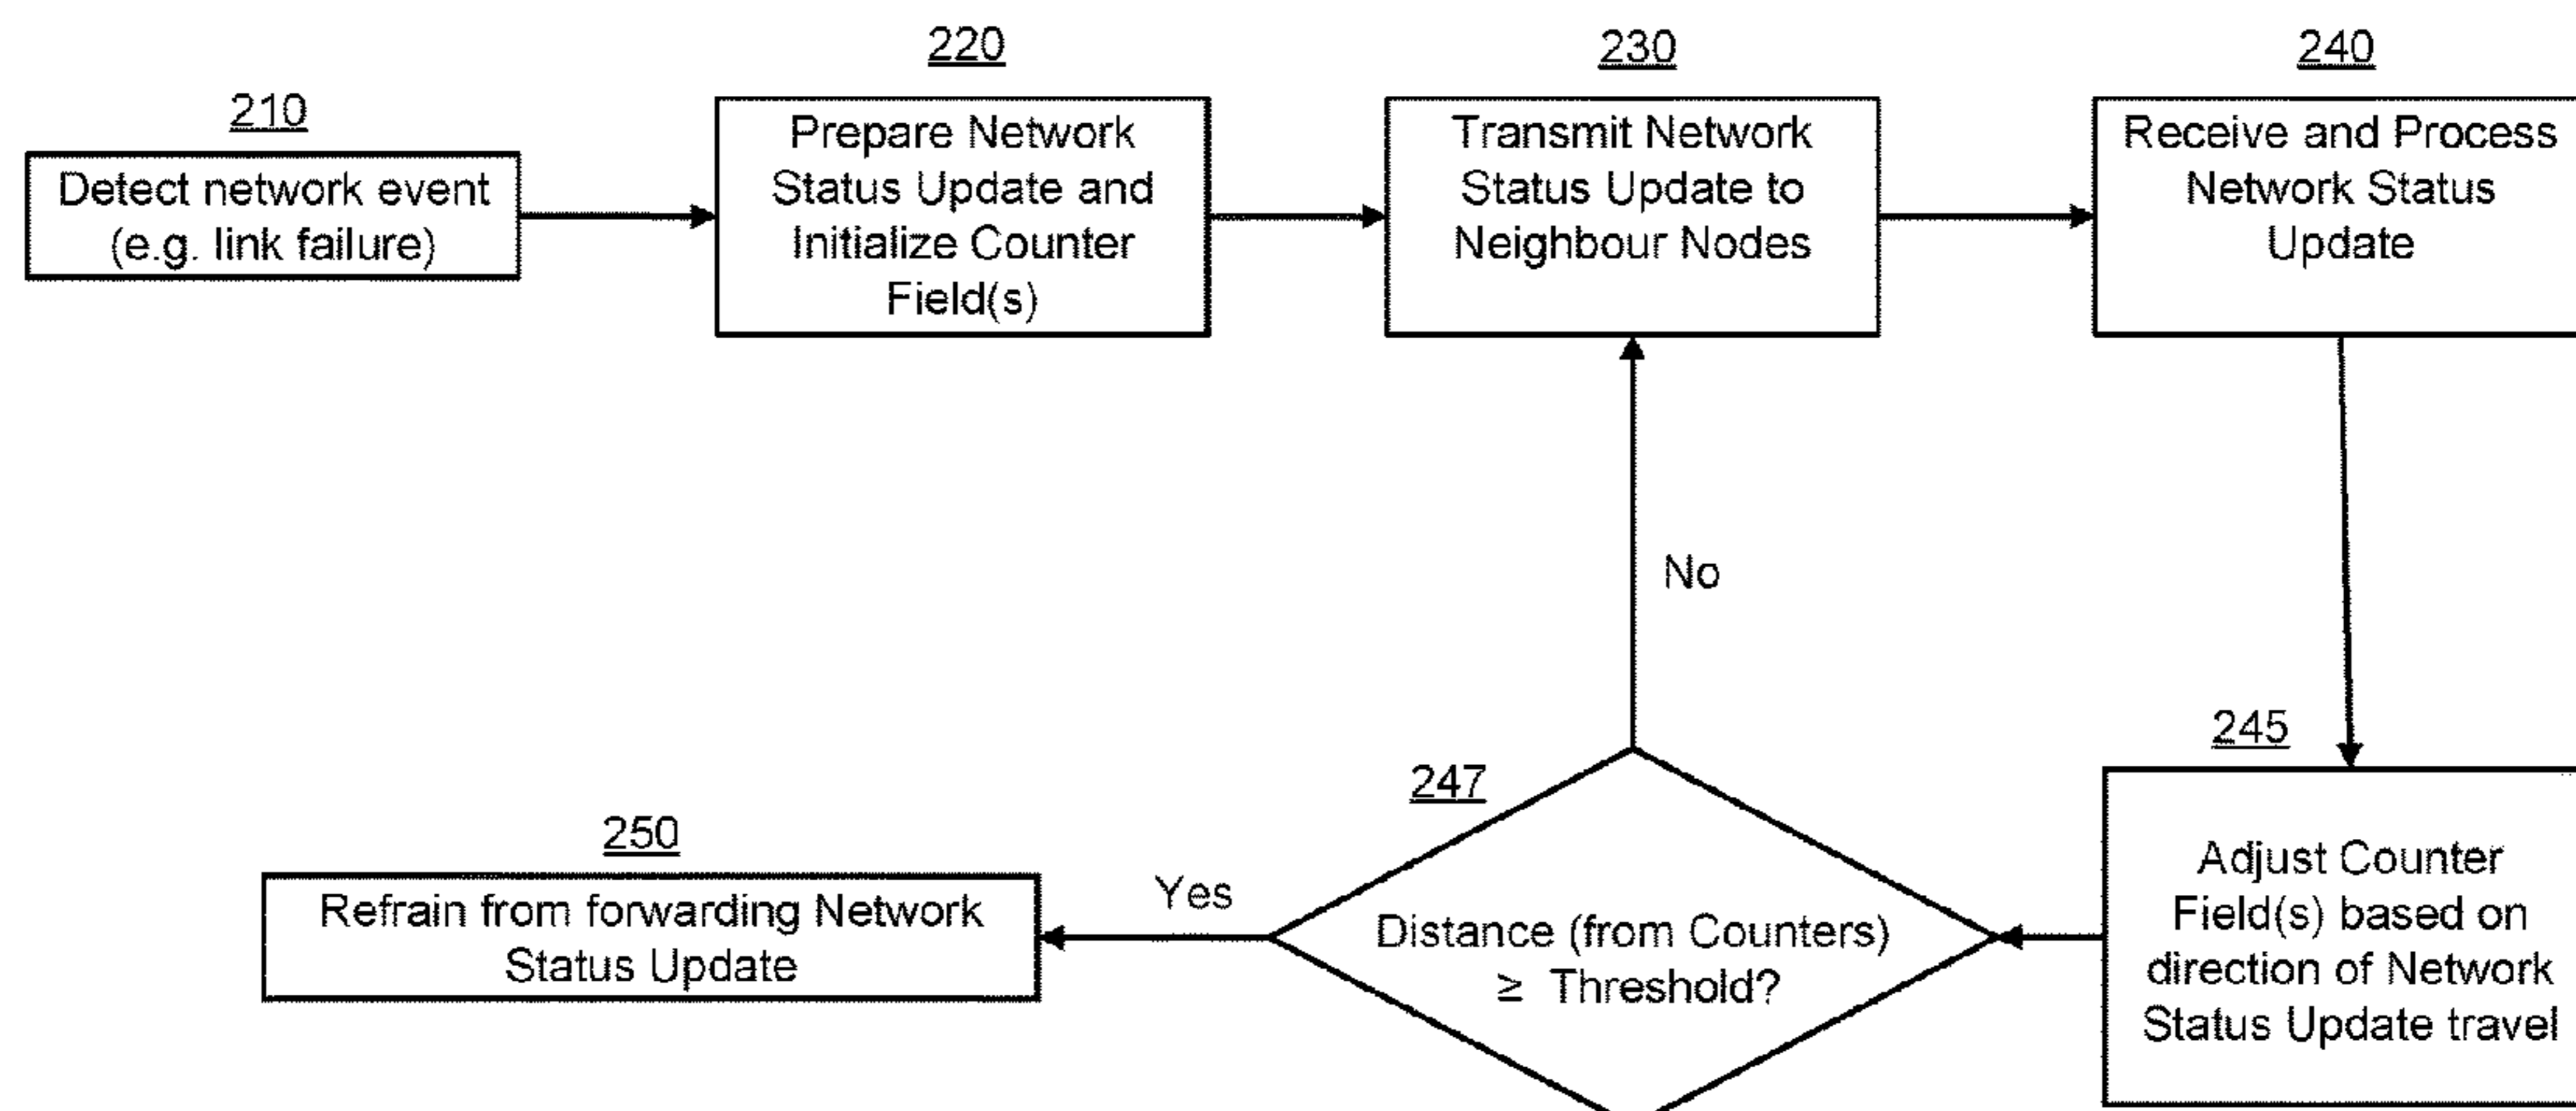 210
Detect network event
(e.g. link failure)
220
Prepare Network
Status Update and
Initialize Counter
Field(s)
230
Transmit Network
Status Update to
Neighbour Nodes
240
Receive and Process
Network Status
Update
No
245
Adjust Counter
Field(s) based on
direction of Network
Status Update travel
247
Distance (from Counters)
≥ Threshold?
Yes
250
Refrain from forwarding Network
Status Update